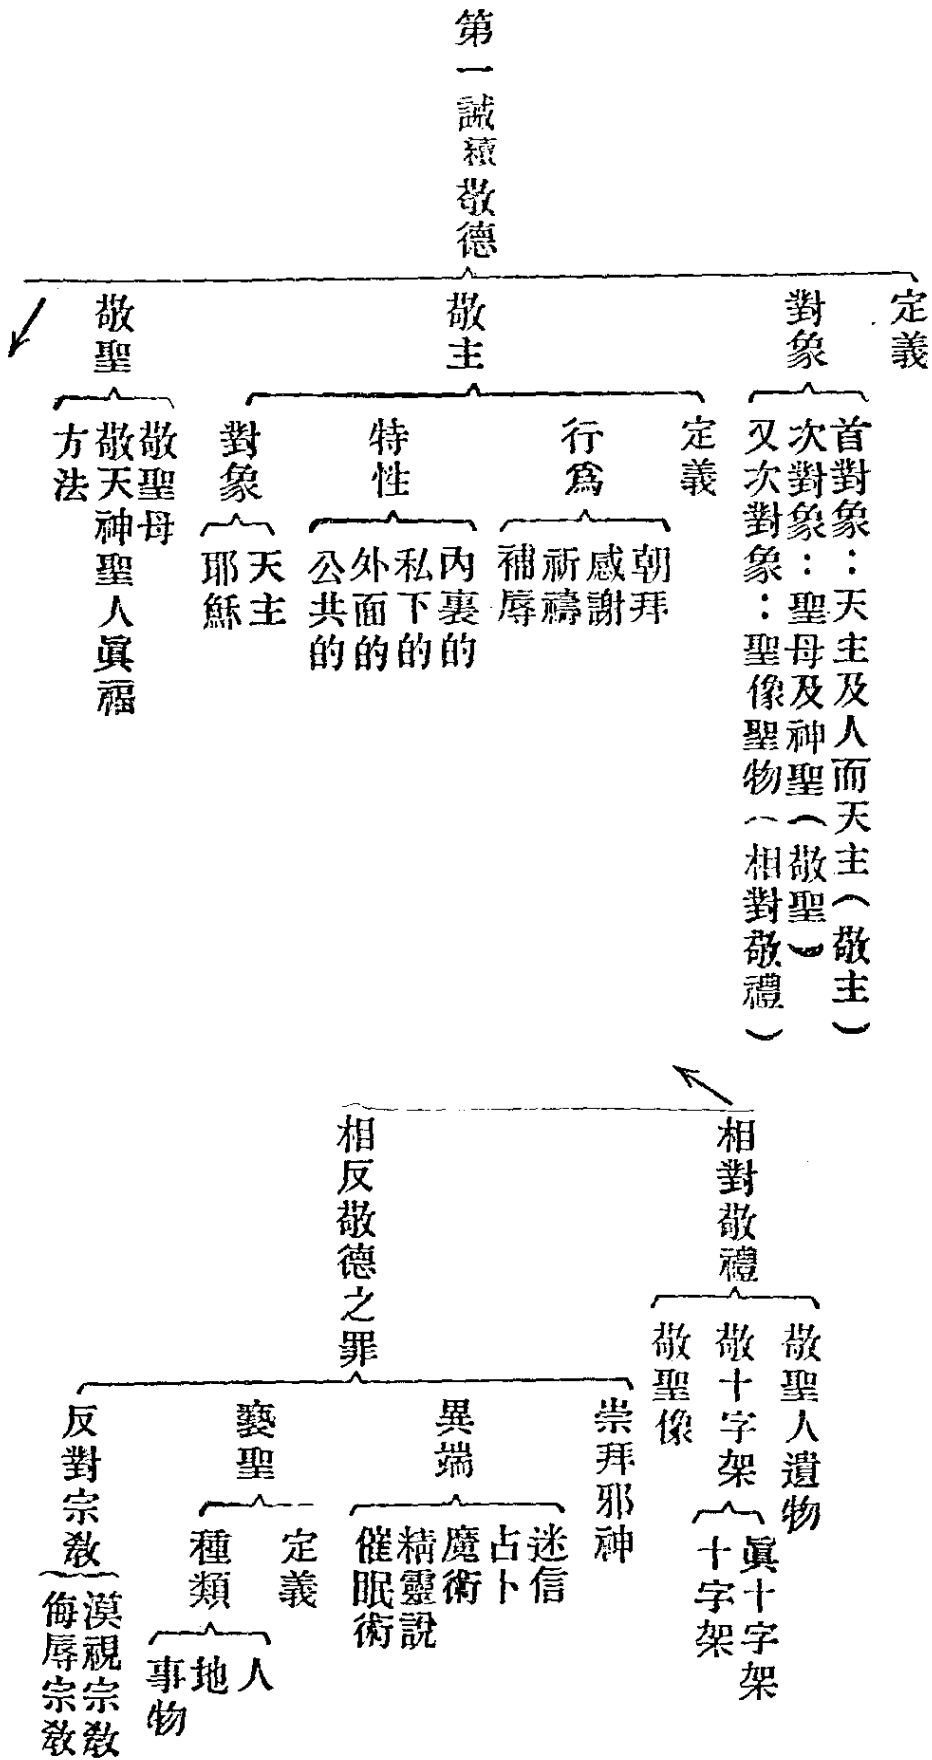 第一誡續敬德
定義
對象
首對象：天主及人而天主（敬主）
次對象：聖母及神聖（敬聖）
又次對象：聖像聖物（相對敬禮）
敬主
定義
行爲
朝拜
感謝
祈禱
補辱
特性
內裏的
私下的
外面的
公共的
對象
天主
耶穌
敬聖
敬聖母
敬天神聖人眞福
方法
相對敬禮
敬聖人遺物
敬十字架
眞十字架
十字架
敬聖像
相反敬德之罪
崇拜邪神
異端
迷信
占卜
魔術
精靈說
催眠術
褻聖
定義
種類
人
地
事物
反對宗教
漠視宗教
侮辱宗教